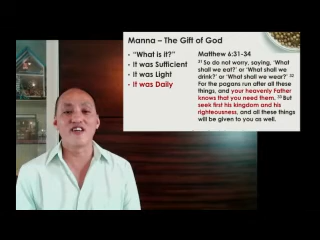 Manna – The Gift of God
- "What is it?"
- It was Sufficient
- It was Light
- It was Daily
Matthew 6:31-34
31 So do not worry, saying, 'What
shall we eat?' or 'What shall we
drink?' or 'What shall we wear?' 32
For the pagans run after all these
things, and your heavenly Father
knows that you need them. 33 But
seek first his kingdom and his
righteousness, and all these things
will be given to you as well.